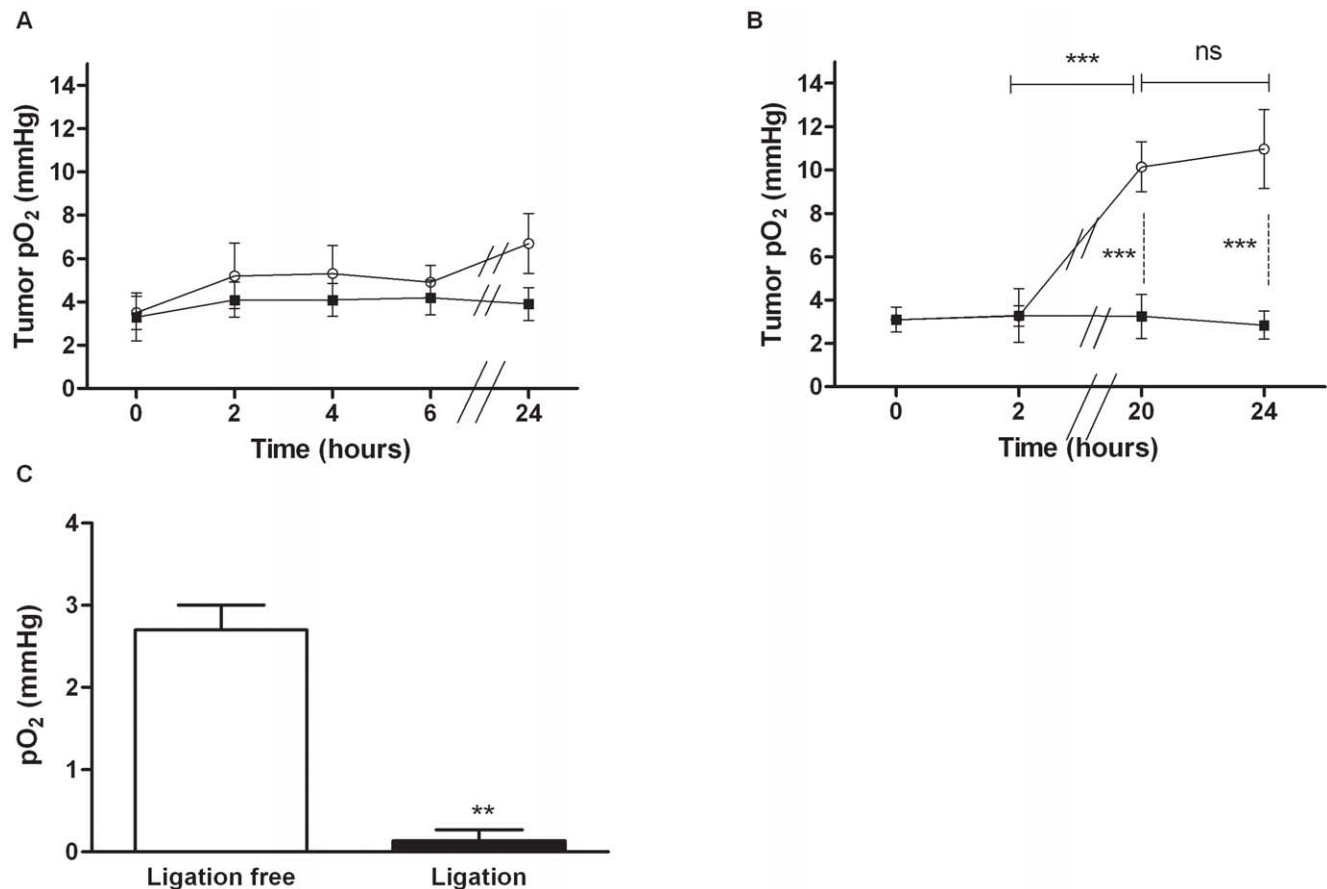 A
Tumor pO₂ (mmHg)
14
12
10
8
6
4
2
0
0 2 4 6 24
Time (hours)
B
*** ns
Tumor pO₂ (mmHg)
14
12
10
8
6
4
2
0
*** ***
0 2 20 24
Time (hours)
C
pO₂ (mmHg)
4
3
2
1
0
**
Ligation free Ligation